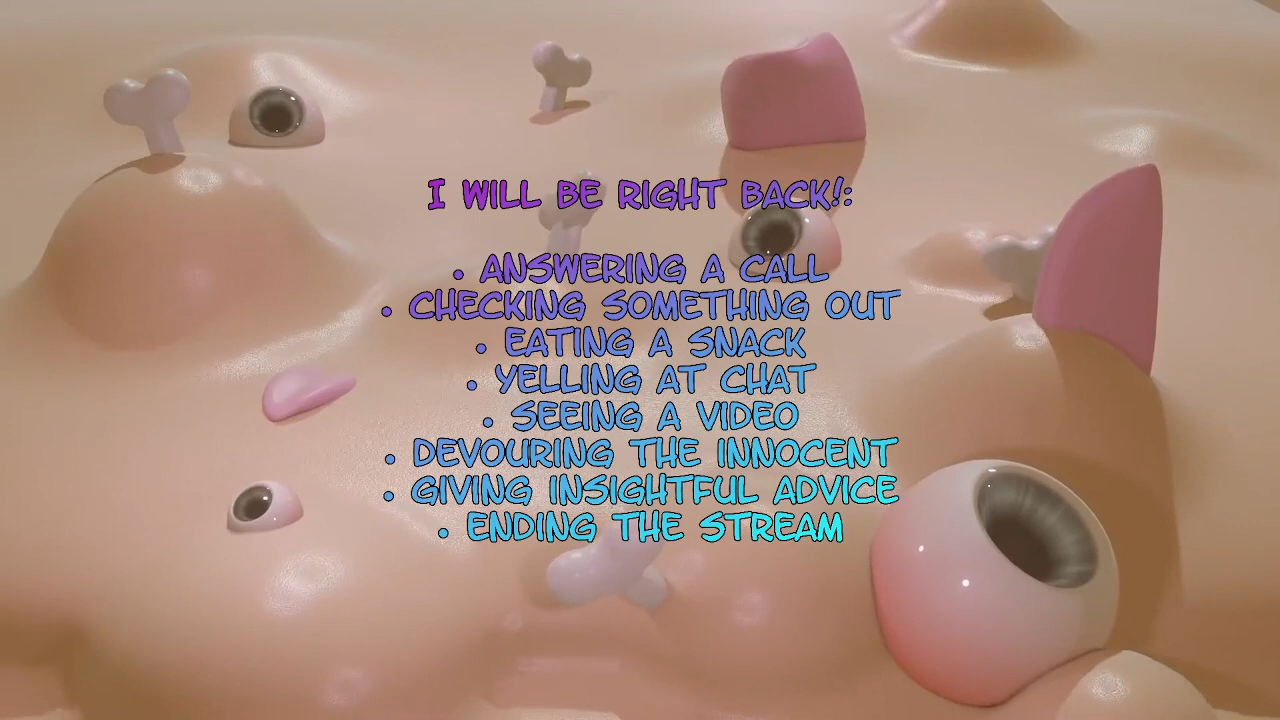 I WILL BE RIGHT BACK!:
• ANSWERING A CALL
• CHECKING SOMETHING OUT
• EATING A SNACK
• YELLING AT CHAT
• SEEING A VIDEO
• DEVOURING THE INNOCENT
• GIVING INSIGHTFUL ADVICE
• ENDING THE STREAM